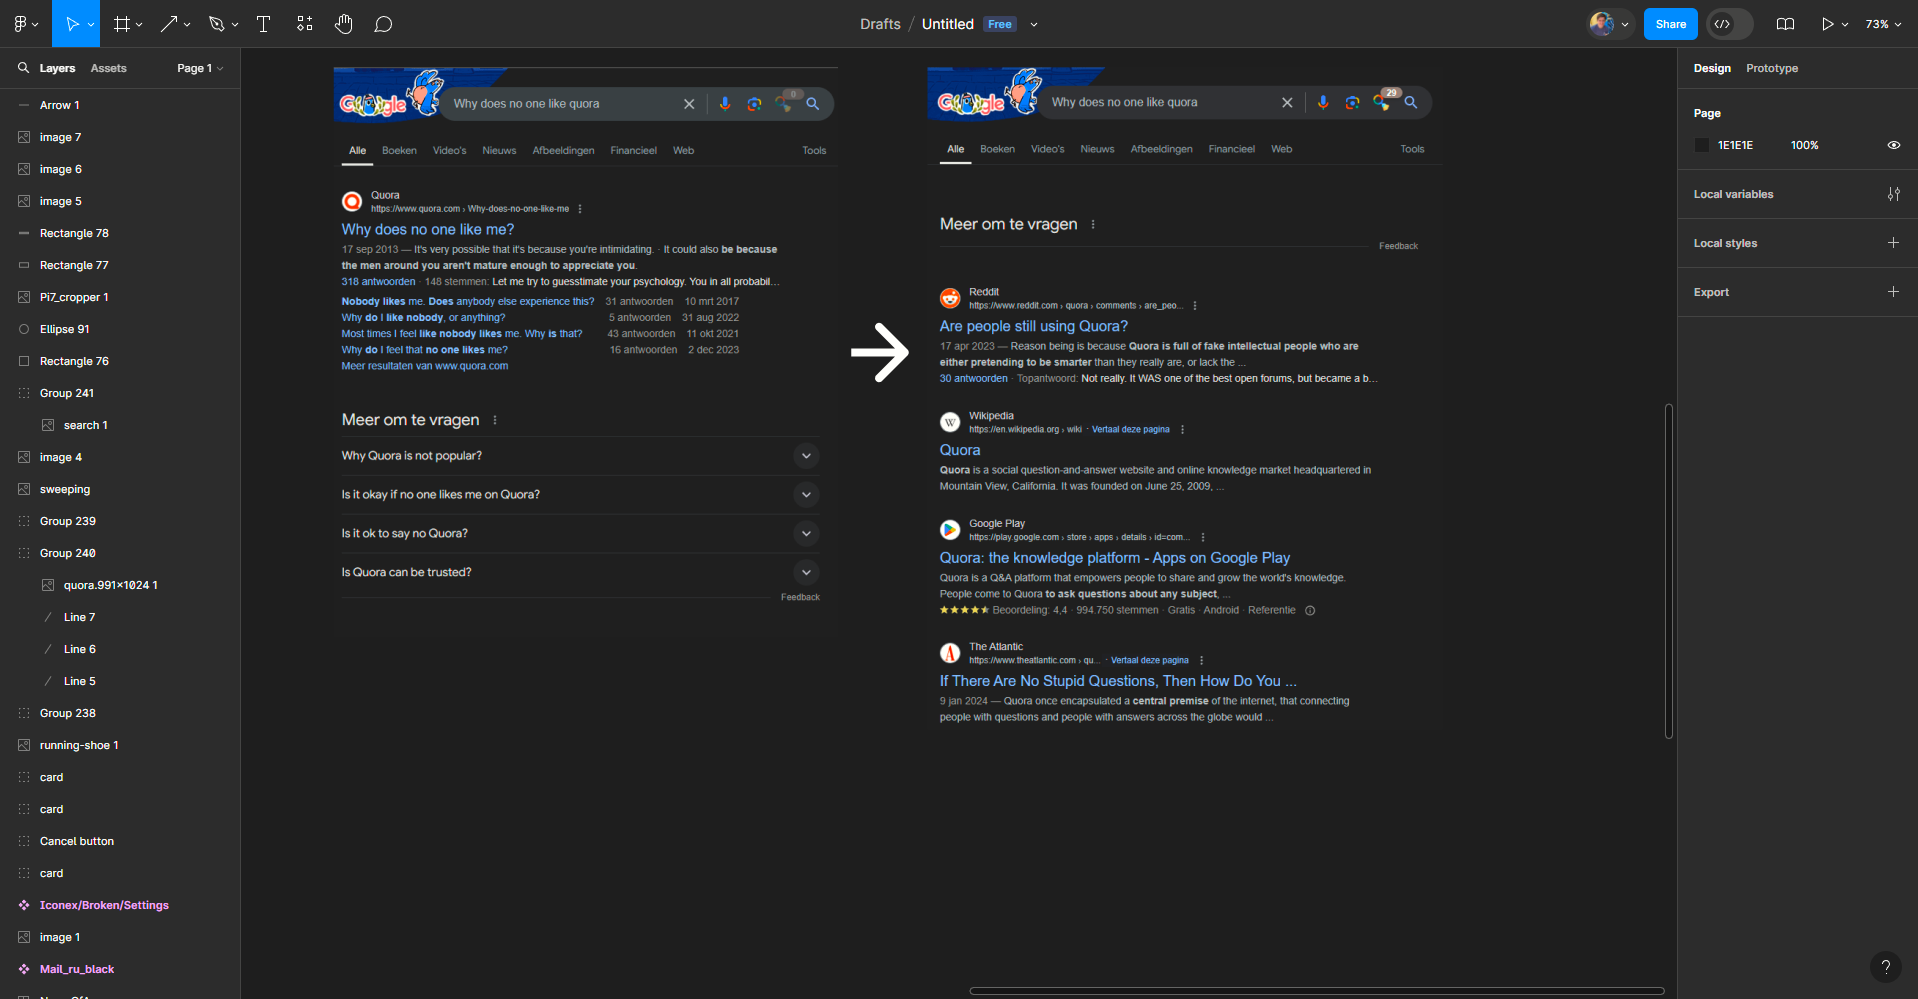 Drafts / Untitled Free
Share
73%
Layers Assets Page 1
Arrow 1
image 7
image 6
image 5
Rectangle 78
Rectangle 77
Pi7_cropper 1
Ellipse 91
Rectangle 76
Group 241
search 1
image 4
sweeping
Group 239
Group 240
quora.991×1024 1
Line 7
Line 6
Line 5
Group 238
running-shoe 1
card
card
Cancel button
card
Iconex/Broken/Settings
image 1
Mail_ru_black
Google
Why does no one like quora
0
Alle Boeken Video's Nieuws Afbeeldingen Financieel Web Tools
Quora
https://www.quora.com › Why-does-no-one-like-me
Why does no one like me?
17 sep 2013 — It's very possible that it's because you're intimidating. · It could also be because
the men around you aren't mature enough to appreciate you.
318 antwoorden · 148 stemmen: Let me try to guesstimate your psychology. You in all probabil...
Nobody likes me. Does anybody else experience this? 31 antwoorden 10 mrt 2017
Why do I like nobody, or anything? 5 antwoorden 31 aug 2022
Most times I feel like nobody likes me. Why is that? 43 antwoorden 11 okt 2021
Why do I feel that no one likes me? 16 antwoorden 2 dec 2023
Meer resultaten van www.quora.com
Meer om te vragen
Why Quora is not popular?
Is it okay if no one likes me on Quora?
Is it ok to say no Quora?
Is Quora can be trusted?
Feedback
Google
Why does no one like quora
29
Alle Boeken Video's Nieuws Afbeeldingen Financieel Web Tools
Meer om te vragen
Feedback
Reddit
https://www.reddit.com › quora › comments › are_peo...
Are people still using Quora?
17 apr 2023 — Reason being is because Quora is full of fake intellectual people who are
either pretending to be smarter than they really are, or lack the ...
30 antwoorden · Topantwoord: Not really. It WAS one of the best open forums, but became a b...
W
Wikipedia
https://en.wikipedia.org › wiki · Vertaal deze pagina
Quora
Quora is a social question-and-answer website and online knowledge market headquartered in
Mountain View, California. It was founded on June 25, 2009, ...
Google Play
https://play.google.com › store › apps › details › id=com...
Quora: the knowledge platform - Apps on Google Play
Quora is a Q&A platform that empowers people to share and grow the world's knowledge.
People come to Quora to ask questions about any subject, ...
Beoordeling: 4,4 · 994.750 stemmen · Gratis · Android · Referentie
A
The Atlantic
https://www.theatlantic.com › qu... · Vertaal deze pagina
If There Are No Stupid Questions, Then How Do You ...
9 jan 2024 — Quora once encapsulated a central premise of the internet, that connecting
people with questions and people with answers across the globe would ...
Design Prototype
Page
1E1E1E 100%
Local variables
Local styles
Export
?